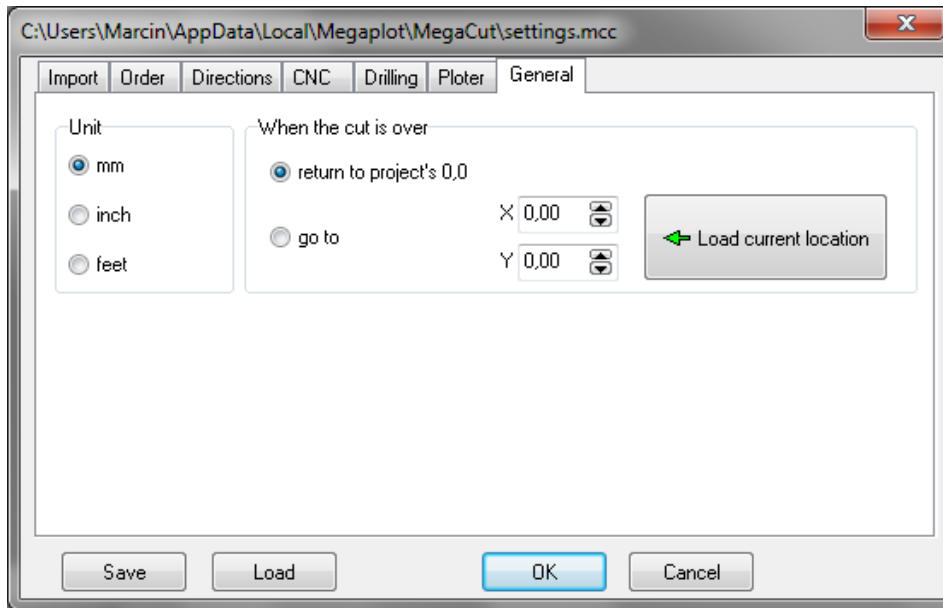 C:\Users\Marcin\AppData\Local\Megaplot\MegaCut\settings.mcc
Import Order Directions CNC Drilling Ploter General
Unit
mm
inch
feet
When the cut is over
return to project's 0,0
go to
X 0,00
Y 0,00
Load current location
Save Load OK Cancel